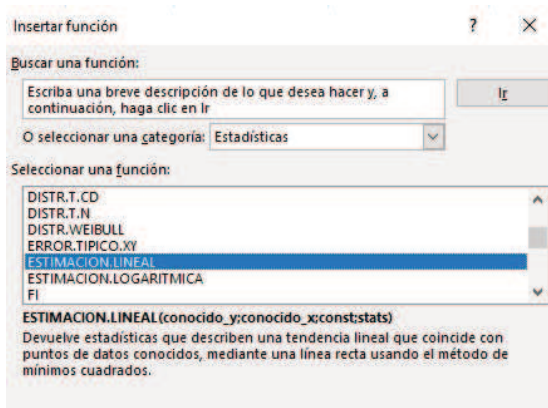 Insertar función ? ×
Buscar una función:
Escriba una breve descripción de lo que desea hacer y, a
continuación, haga clic en Ir
Ir
O seleccionar una categoría: Estadísticas
Seleccionar una función:
DISTR.T.CD
DISTR.T.N
DISTR.WEIBULL
ERROR.TIPICO.XY
ESTIMACION.LINEAL
ESTIMACION.LOGARITMICA
FI
ESTIMACION.LINEAL(conocido_y;conocido_x;const;stats)
Devuelve estadísticas que describen una tendencia lineal que coincide con
puntos de datos conocidos, mediante una línea recta usando el método de
mínimos cuadrados.